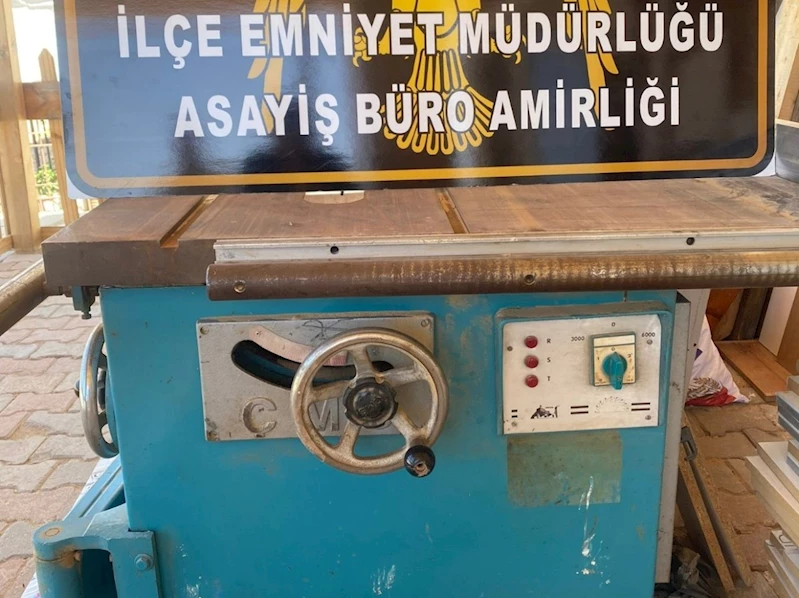 İLÇE EMNİYET MÜDÜRLÜĞÜ
ASAYİŞ BÜRO AMİRLİĞİ
R
S
T
3000 0 6000